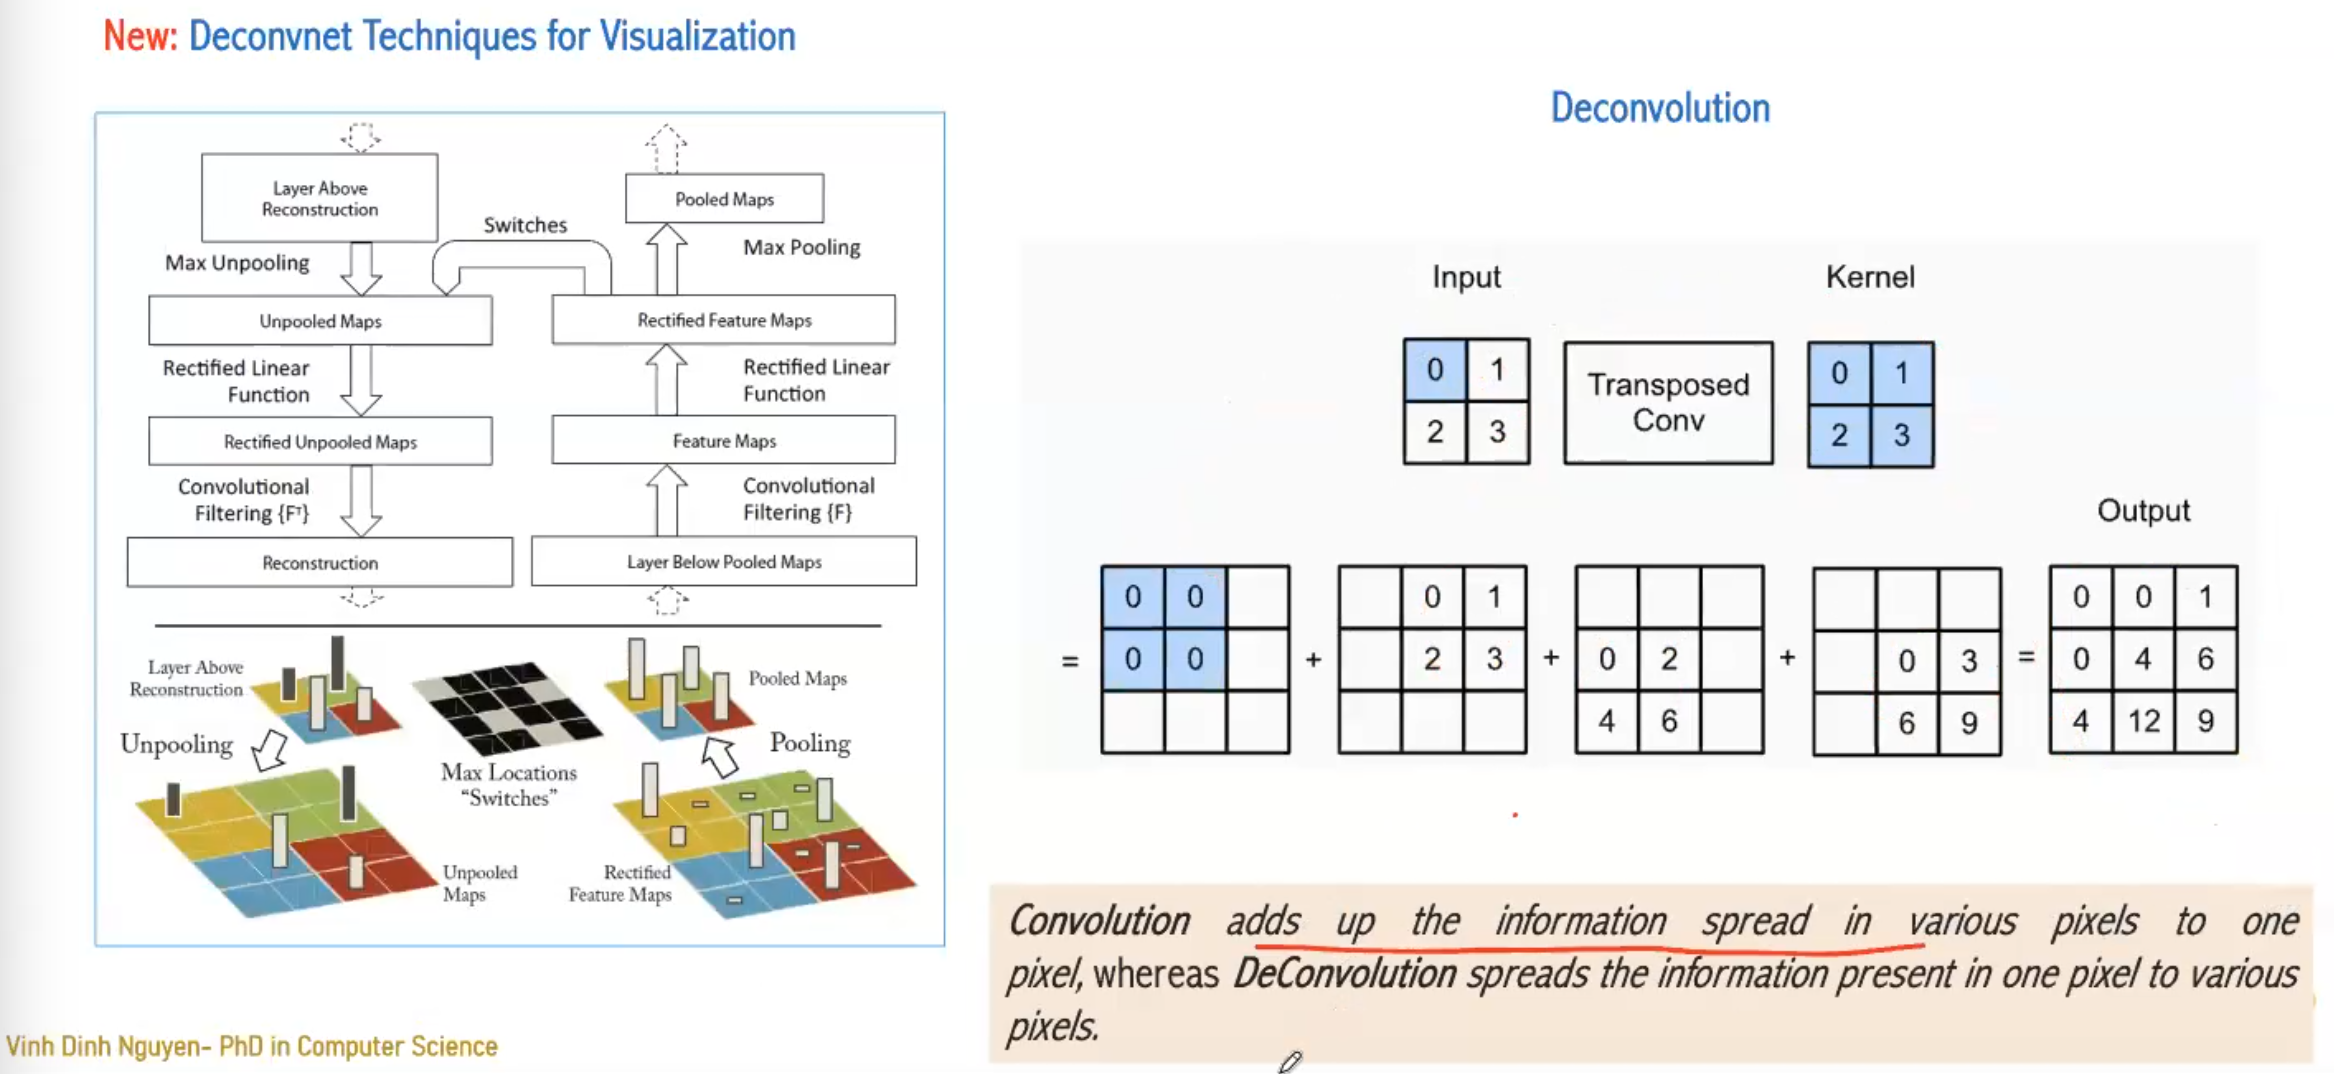 New: Deconvnet Techniques for Visualization
Deconvolution
Layer Above
Reconstruction
Pooled Maps
Switches
Max Unpooling
Max Pooling
Unpooled Maps
Rectified Feature Maps
Rectified Linear
Function
Rectified Linear
Function
Rectified Unpooled Maps
Feature Maps
Convolutional
Filtering {Fᵀ}
Convolutional
Filtering {F}
Reconstruction
Layer Below Pooled Maps
Layer Above
Reconstruction
Pooled Maps
Unpooling
Pooling
Max Locations
“Switches”
Unpooled
Maps
Rectified
Feature Maps
Input
Kernel
0 1
2 3
Transposed
Conv
0 1
2 3
Output
0 0
= 0 0
+
0 1
2 3
+
0 2
4 6
+
0 3
6 9
=
0 0 1
0 4 6
4 12 9
Convolution adds up the information spread in various pixels to one
pixel, whereas DeConvolution spreads the information present in one pixel to various
pixels.
Vinh Dinh Nguyen- PhD in Computer Science